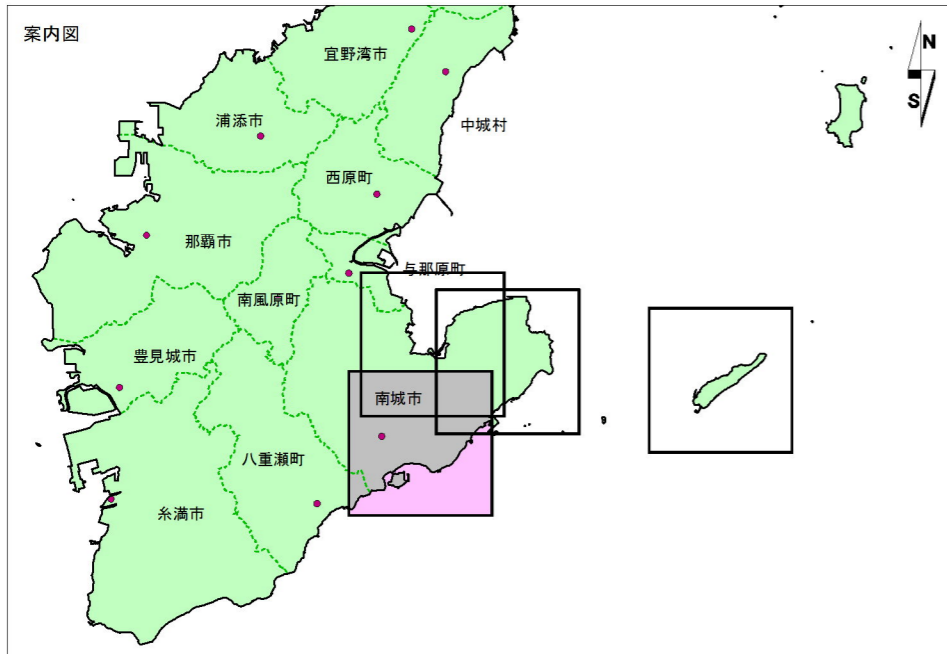 案内図
宜野湾市
N
S
浦添市
中城村
西原町
那覇市
与那原町
南風原町
豊見城市
南城市
八重瀬町
糸満市